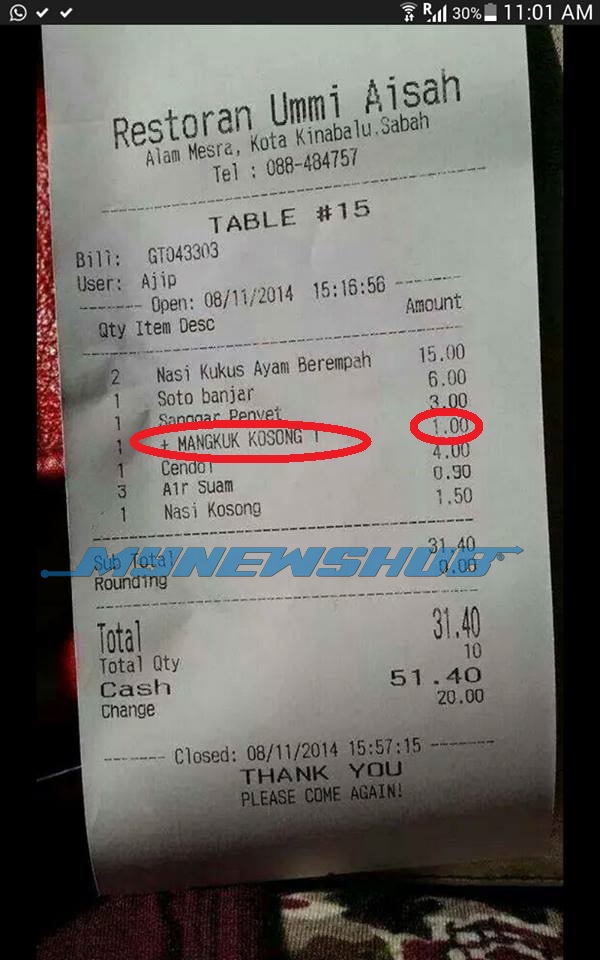 30% 11:01 AM
Restoran Ummi Aisah
Alam Mesra, Kota Kinabalu.Sabah
Tel : 088-484757
TABLE #15
Bill: GT043303
User: Ajip
Open: 08/11/2014 15:16:56
Qty Item Desc Amount
2 Nasi Kukus Ayam Berempah 15.00
1 Soto banjar 6.00
1 Sanggar Penyet 3.00
1 + MANGKUK KOSONG 1 1.00
1 Cendol 4.00
3 Air Suam 0.90
1 Nasi Kosong 1.50
MYNEWSHUB
Sub Total 31.40
Rounding 0.00
Total 31.40
Total Qty 10
Cash 51.40
Change 20.00
Closed: 08/11/2014 15:57:15
THANK YOU
PLEASE COME AGAIN!